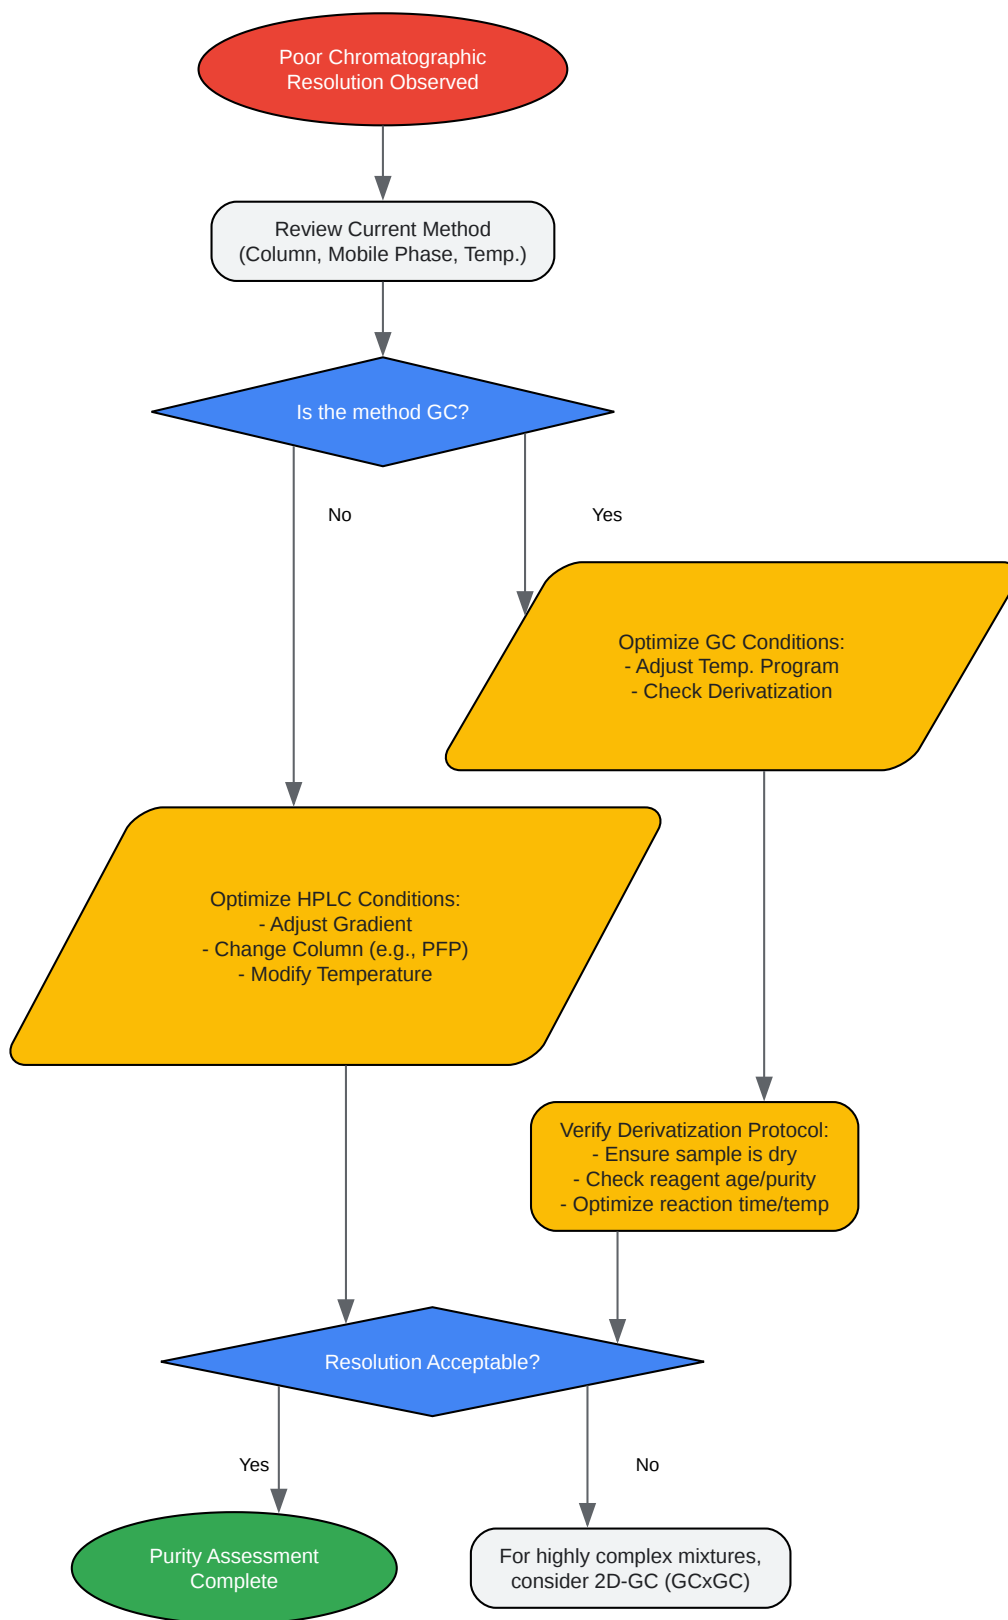 Poor Chromatographic
Resolution Observed
Review Current Method
(Column, Mobile Phase, Temp.)
Is the method GC?
No
Yes
Optimize GC Conditions:
- Adjust Temp. Program
- Check Derivatization
Optimize HPLC Conditions:
- Adjust Gradient
- Change Column (e.g., PFP)
- Modify Temperature
Verify Derivatization Protocol:
- Ensure sample is dry
- Check reagent age/purity
- Optimize reaction time/temp
Resolution Acceptable?
Yes
No
Purity Assessment
Complete
For highly complex mixtures,
consider 2D-GC (GCxGC)